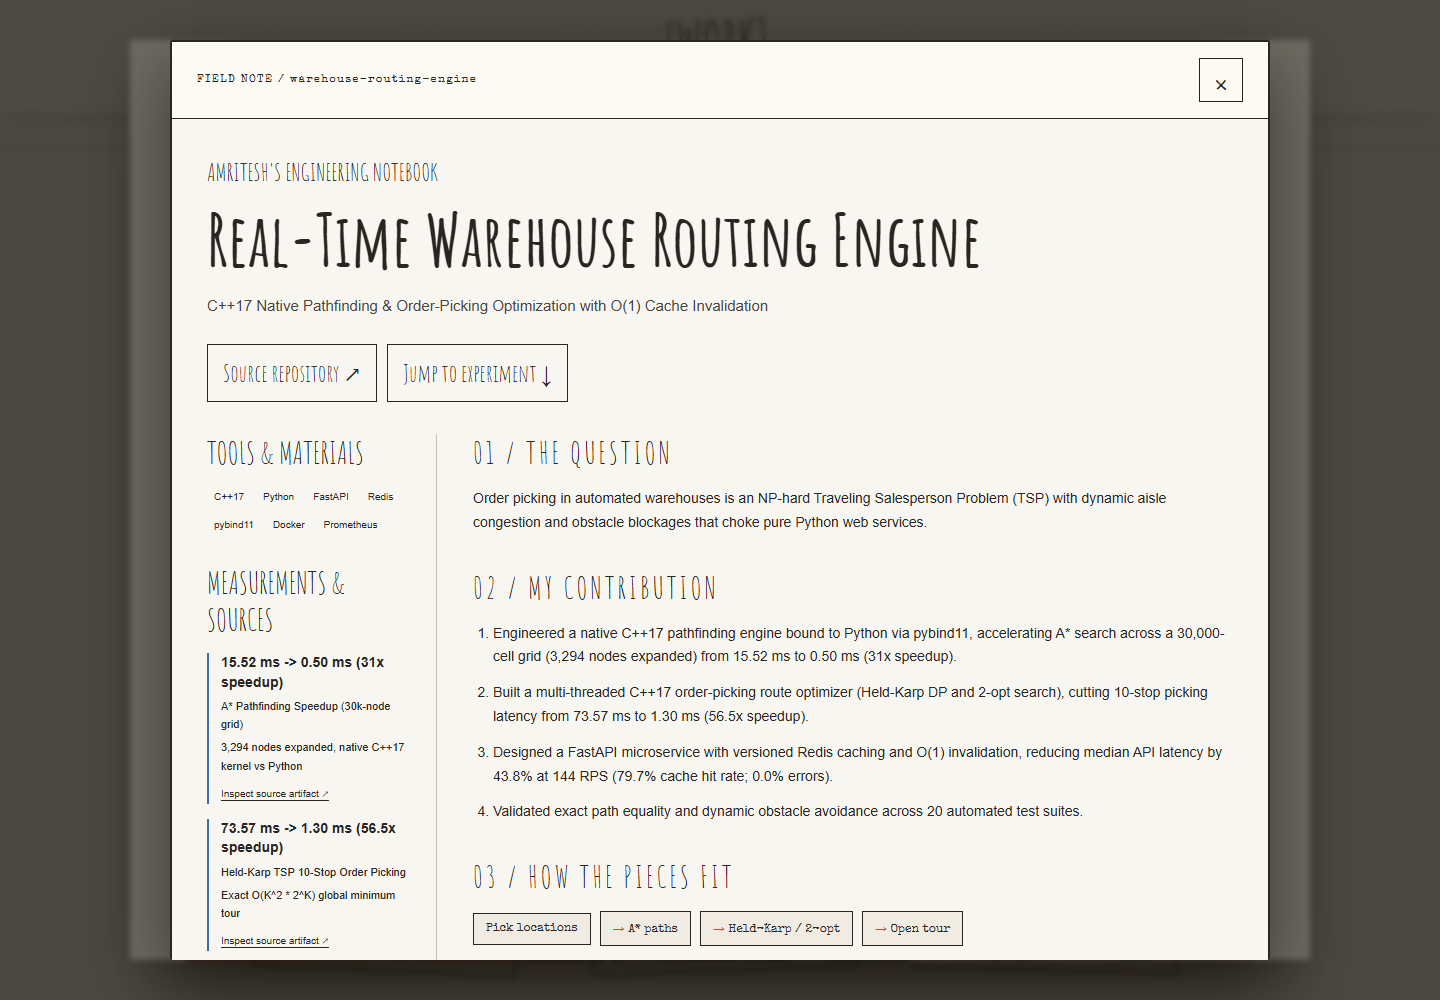 [WORK]
FIELD NOTE / warehouse-routing-engine
×
AMRITESH'S ENGINEERING NOTEBOOK
REAL-TIME WAREHOUSE ROUTING ENGINE
C++17 Native Pathfinding & Order-Picking Optimization with O(1) Cache Invalidation
SOURCE REPOSITORY ↗
JUMP TO EXPERIMENT ↓
TOOLS & MATERIALS
C++17 Python FastAPI Redis
pybind11 Docker Prometheus
MEASUREMENTS &
SOURCES
15.52 ms -> 0.50 ms (31x
speedup)
A* Pathfinding Speedup (30k-node
grid)
3,294 nodes expanded, native C++17
kernel vs Python
Inspect source artifact ↗
73.57 ms -> 1.30 ms (56.5x
speedup)
Held-Karp TSP 10-Stop Order Picking
Exact O(K^2 * 2^K) global minimum
tour
Inspect source artifact ↗
01 / THE QUESTION
Order picking in automated warehouses is an NP-hard Traveling Salesperson Problem (TSP) with dynamic aisle
congestion and obstacle blockages that choke pure Python web services.
02 / MY CONTRIBUTION
1. Engineered a native C++17 pathfinding engine bound to Python via pybind11, accelerating A* search across a 30,000-
cell grid (3,294 nodes expanded) from 15.52 ms to 0.50 ms (31x speedup).
2. Built a multi-threaded C++17 order-picking route optimizer (Held-Karp DP and 2-opt search), cutting 10-stop picking
latency from 73.57 ms to 1.30 ms (56.5x speedup).
3. Designed a FastAPI microservice with versioned Redis caching and O(1) invalidation, reducing median API latency by
43.8% at 144 RPS (79.7% cache hit rate; 0.0% errors).
4. Validated exact path equality and dynamic obstacle avoidance across 20 automated test suites.
03 / HOW THE PIECES FIT
Pick locations → A* paths → Held-Karp / 2-opt → Open tour